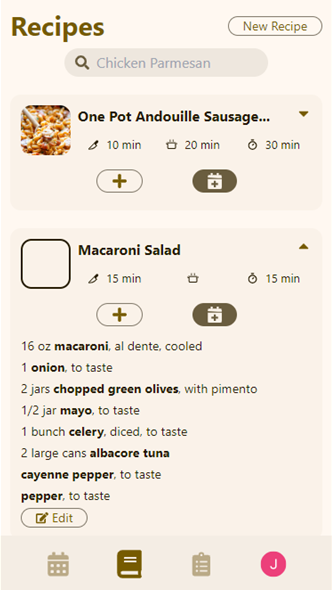 Recipes
New Recipe
Chicken Parmesan
One Pot Andouille Sausage...
10 min 20 min 30 min
Macaroni Salad
15 min 15 min
16 oz macaroni, al dente, cooled
1 onion, to taste
2 jars chopped green olives, with pimento
1/2 jar mayo, to taste
1 bunch celery, diced, to taste
2 large cans albacore tuna
cayenne pepper, to taste
pepper, to taste
Edit
J